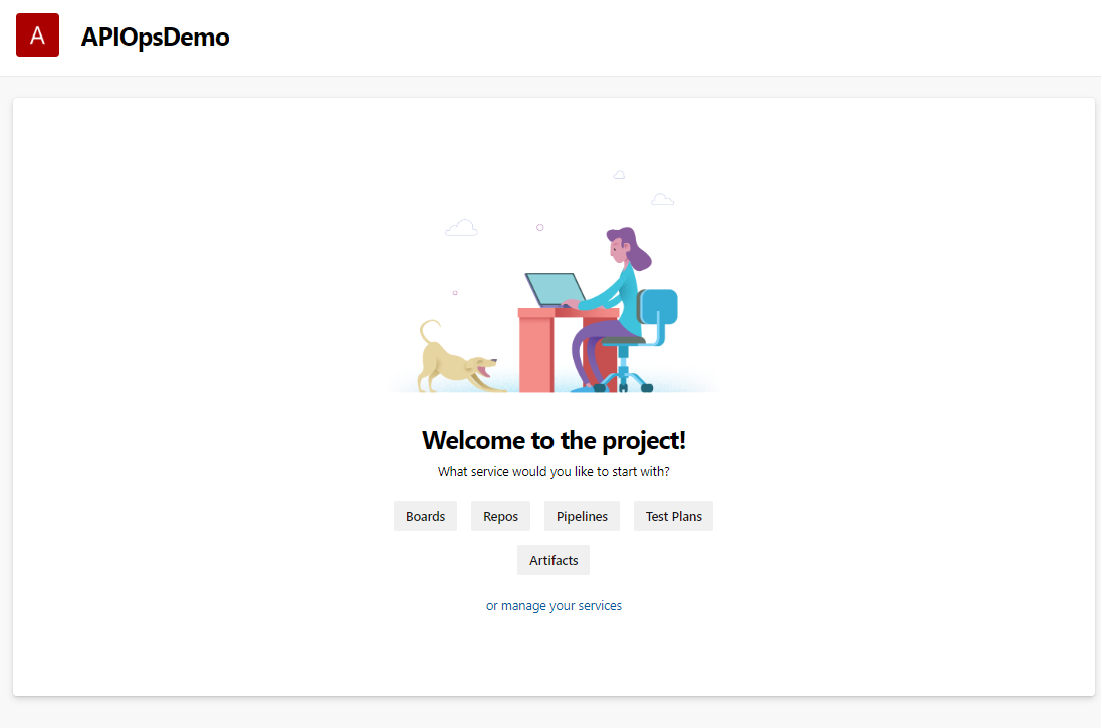 A
APIOpsDemo
Welcome to the project!
What service would you like to start with?
Boards
Repos
Pipelines
Test Plans
Artifacts
or manage your services